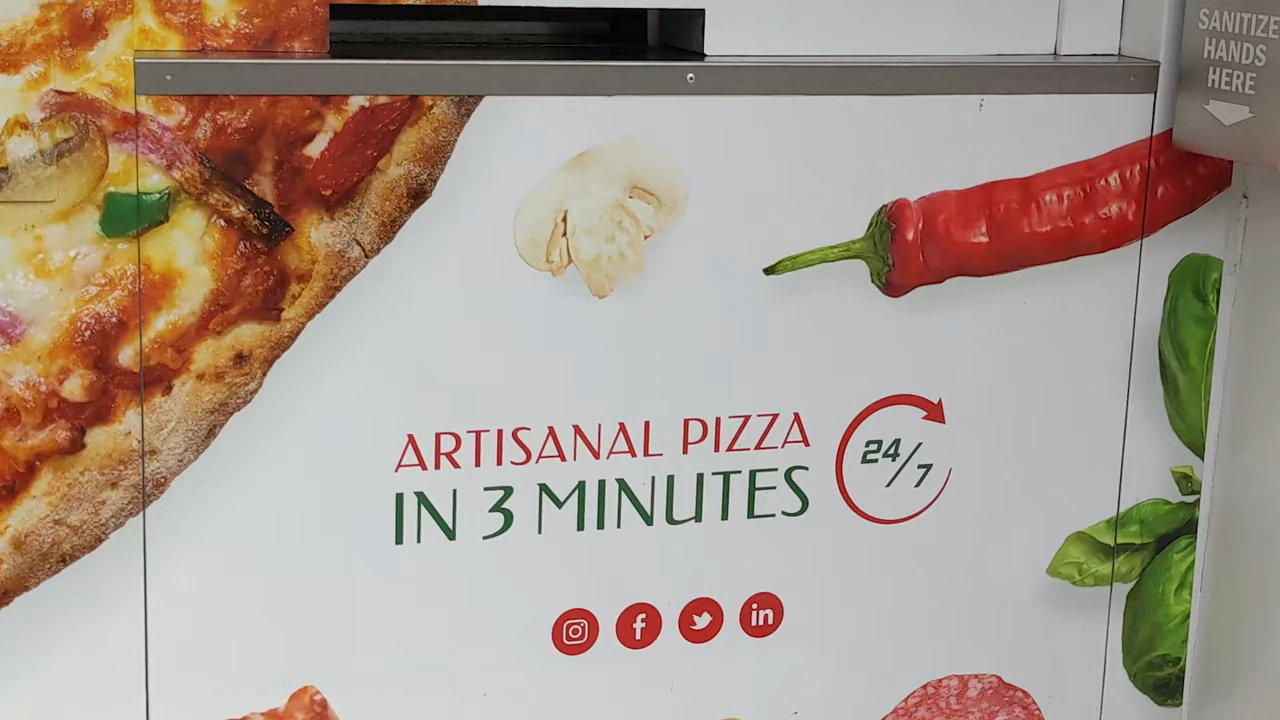 SANITIZE
HANDS
HERE
ARTISANAL PIZZA
IN 3 MINUTES
24/7